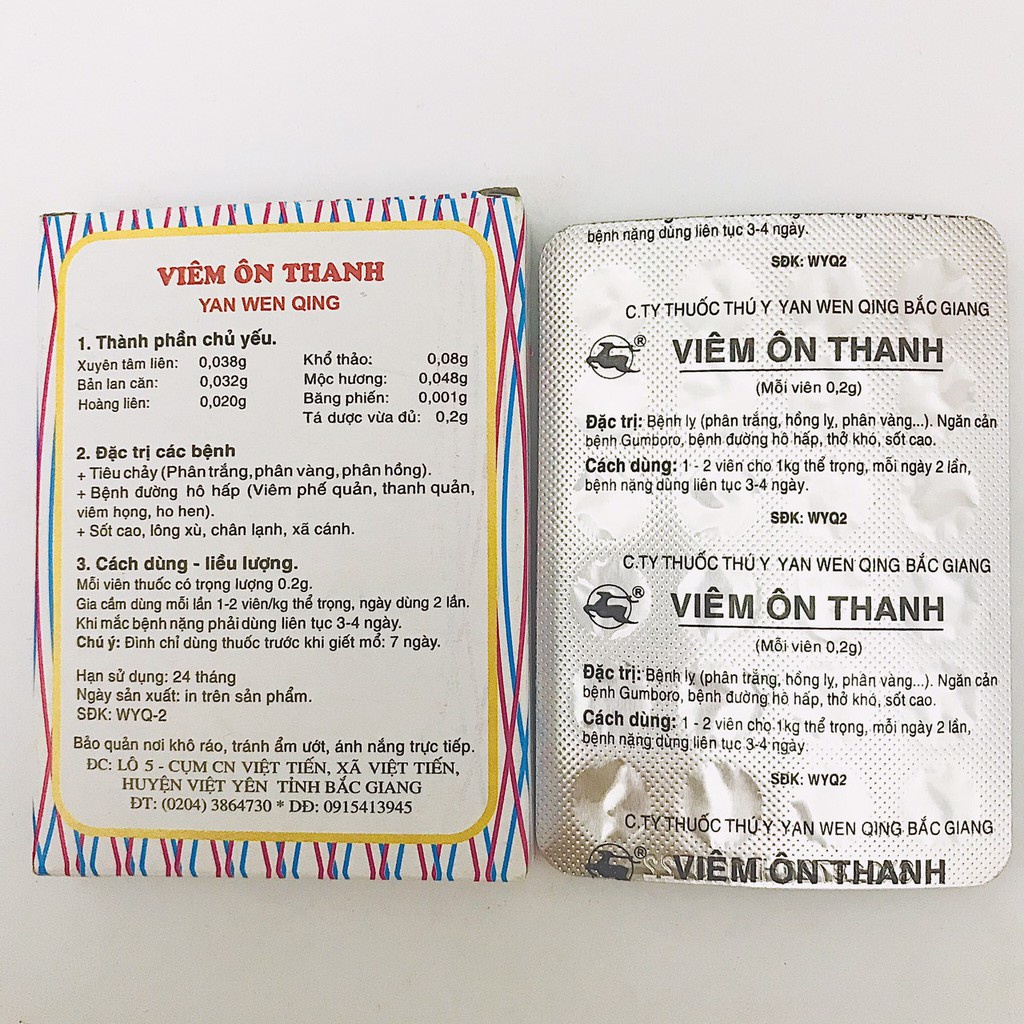 VIÊM ÔN THANH
YAN WEN QING
1. Thành phần chủ yếu.
Xuyên tâm liên: 0,038g Khổ thảo: 0,08g
Bản lan căn: 0,032g Mộc hương: 0,048g
Hoàng liên: 0,020g Băng phiến: 0,001g
Tá dược vừa đủ: 0,2g
2. Đặc trị các bệnh
+ Tiêu chảy (Phân trắng, phân vàng, phân hồng).
+ Bệnh đường hô hấp (Viêm phế quản, thanh quản,
viêm họng, ho hen).
+ Sốt cao, lông xù, chân lạnh, xã cánh.
3. Cách dùng - liều lượng.
Mỗi viên thuốc có trọng lượng 0.2g.
Gia cầm dùng mỗi lần 1-2 viên/kg thể trọng, ngày dùng 2 lần.
Khi mắc bệnh nặng phải dùng liên tục 3-4 ngày.
Chú ý: Đình chỉ dùng thuốc trước khi giết mổ: 7 ngày.
Hạn sử dụng: 24 tháng
Ngày sản xuất: in trên sản phẩm.
SĐK: WYQ-2
Bảo quản nơi khô ráo, tránh ẩm ướt, ánh nắng trực tiếp.
ĐC: LÔ 5 - CỤM CN VIỆT TIẾN, XÃ VIỆT TIẾN,
HUYỆN VIỆT YÊN TỈNH BẮC GIANG
ĐT: (0204) 3864730 * DĐ: 0915413945
bệnh nặng dùng liên tục 3-4 ngày.
SĐK: WYQ2
C.TY THUỐC THÚ Y YAN WEN QING BẮC GIANG
® VIÊM ÔN THANH
(Mỗi viên 0,2g)
Đặc trị: Bệnh lỵ (phân trắng, hồng lỵ, phân vàng...). Ngăn cản
bệnh Gumboro, bệnh đường hô hấp, thở khó, sốt cao.
Cách dùng: 1 - 2 viên cho 1kg thể trọng, mỗi ngày 2 lần,
bệnh nặng dùng liên tục 3-4 ngày.
SĐK: WYQ2
C.TY THUỐC THÚ Y YAN WEN QING BẮC GIANG
® VIÊM ÔN THANH
(Mỗi viên 0,2g)
Đặc trị: Bệnh lỵ (phân trắng, hồng lỵ, phân vàng...). Ngăn cản
bệnh Gumboro, bệnh đường hô hấp, thở khó, sốt cao.
Cách dùng: 1 - 2 viên cho 1kg thể trọng, mỗi ngày 2 lần,
bệnh nặng dùng liên tục 3-4 ngày.
SĐK: WYQ2
C.TY THUỐC THÚ Y YAN WEN QING BẮC GIANG
® VIÊM ÔN THANH